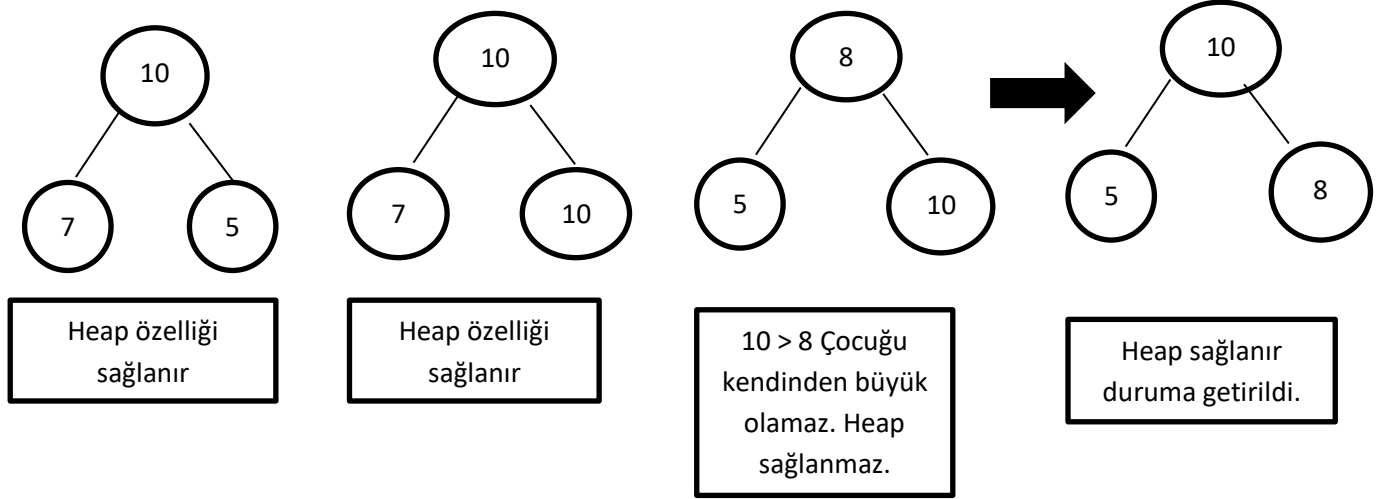 10
7
5
Heap özelliği
sağlanır
10
7
10
Heap özelliği
sağlanır
8
5
10
10 > 8 Çocuğu
kendinden büyük
olamaz. Heap
sağlanmaz.
10
5
8
Heap sağlanır
duruma getirildi.